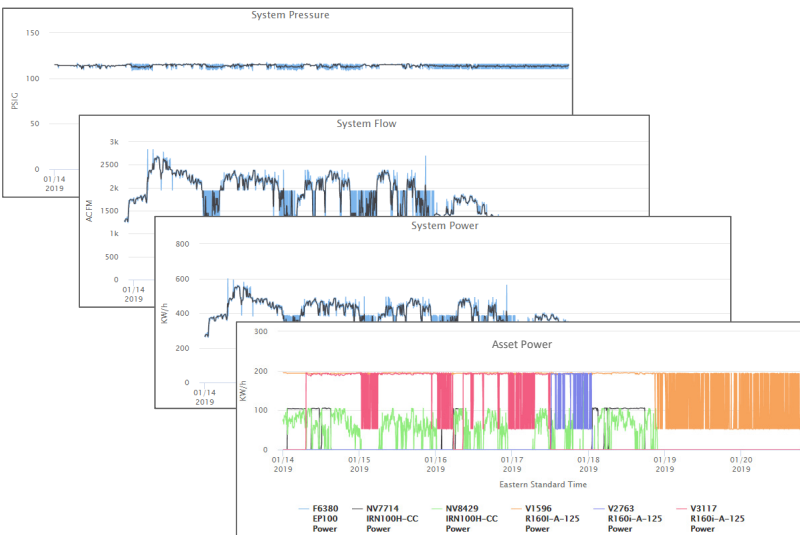 System Pressure
150
100
50
0
PSIG
01/14
2019
System Flow
3k
2500
2k
1500
1k
500
0
ACFM
01/14
2019
System Power
800
600
400
200
0
KW/h
01/14
2019
Asset Power
300
200
100
0
KW/h
01/14 01/15 01/16 01/17 01/18 01/19 01/20
2019 2019 2019 2019 2019 2019 2019
Eastern Standard Time
F6380 NV7714 NV8429 V1596 V2763 V3117
EP100 IRN100H-CC IRN100H-CC R160I-A-125 R160i-A-125 R160i-A-125
Power Power Power Power Power Power